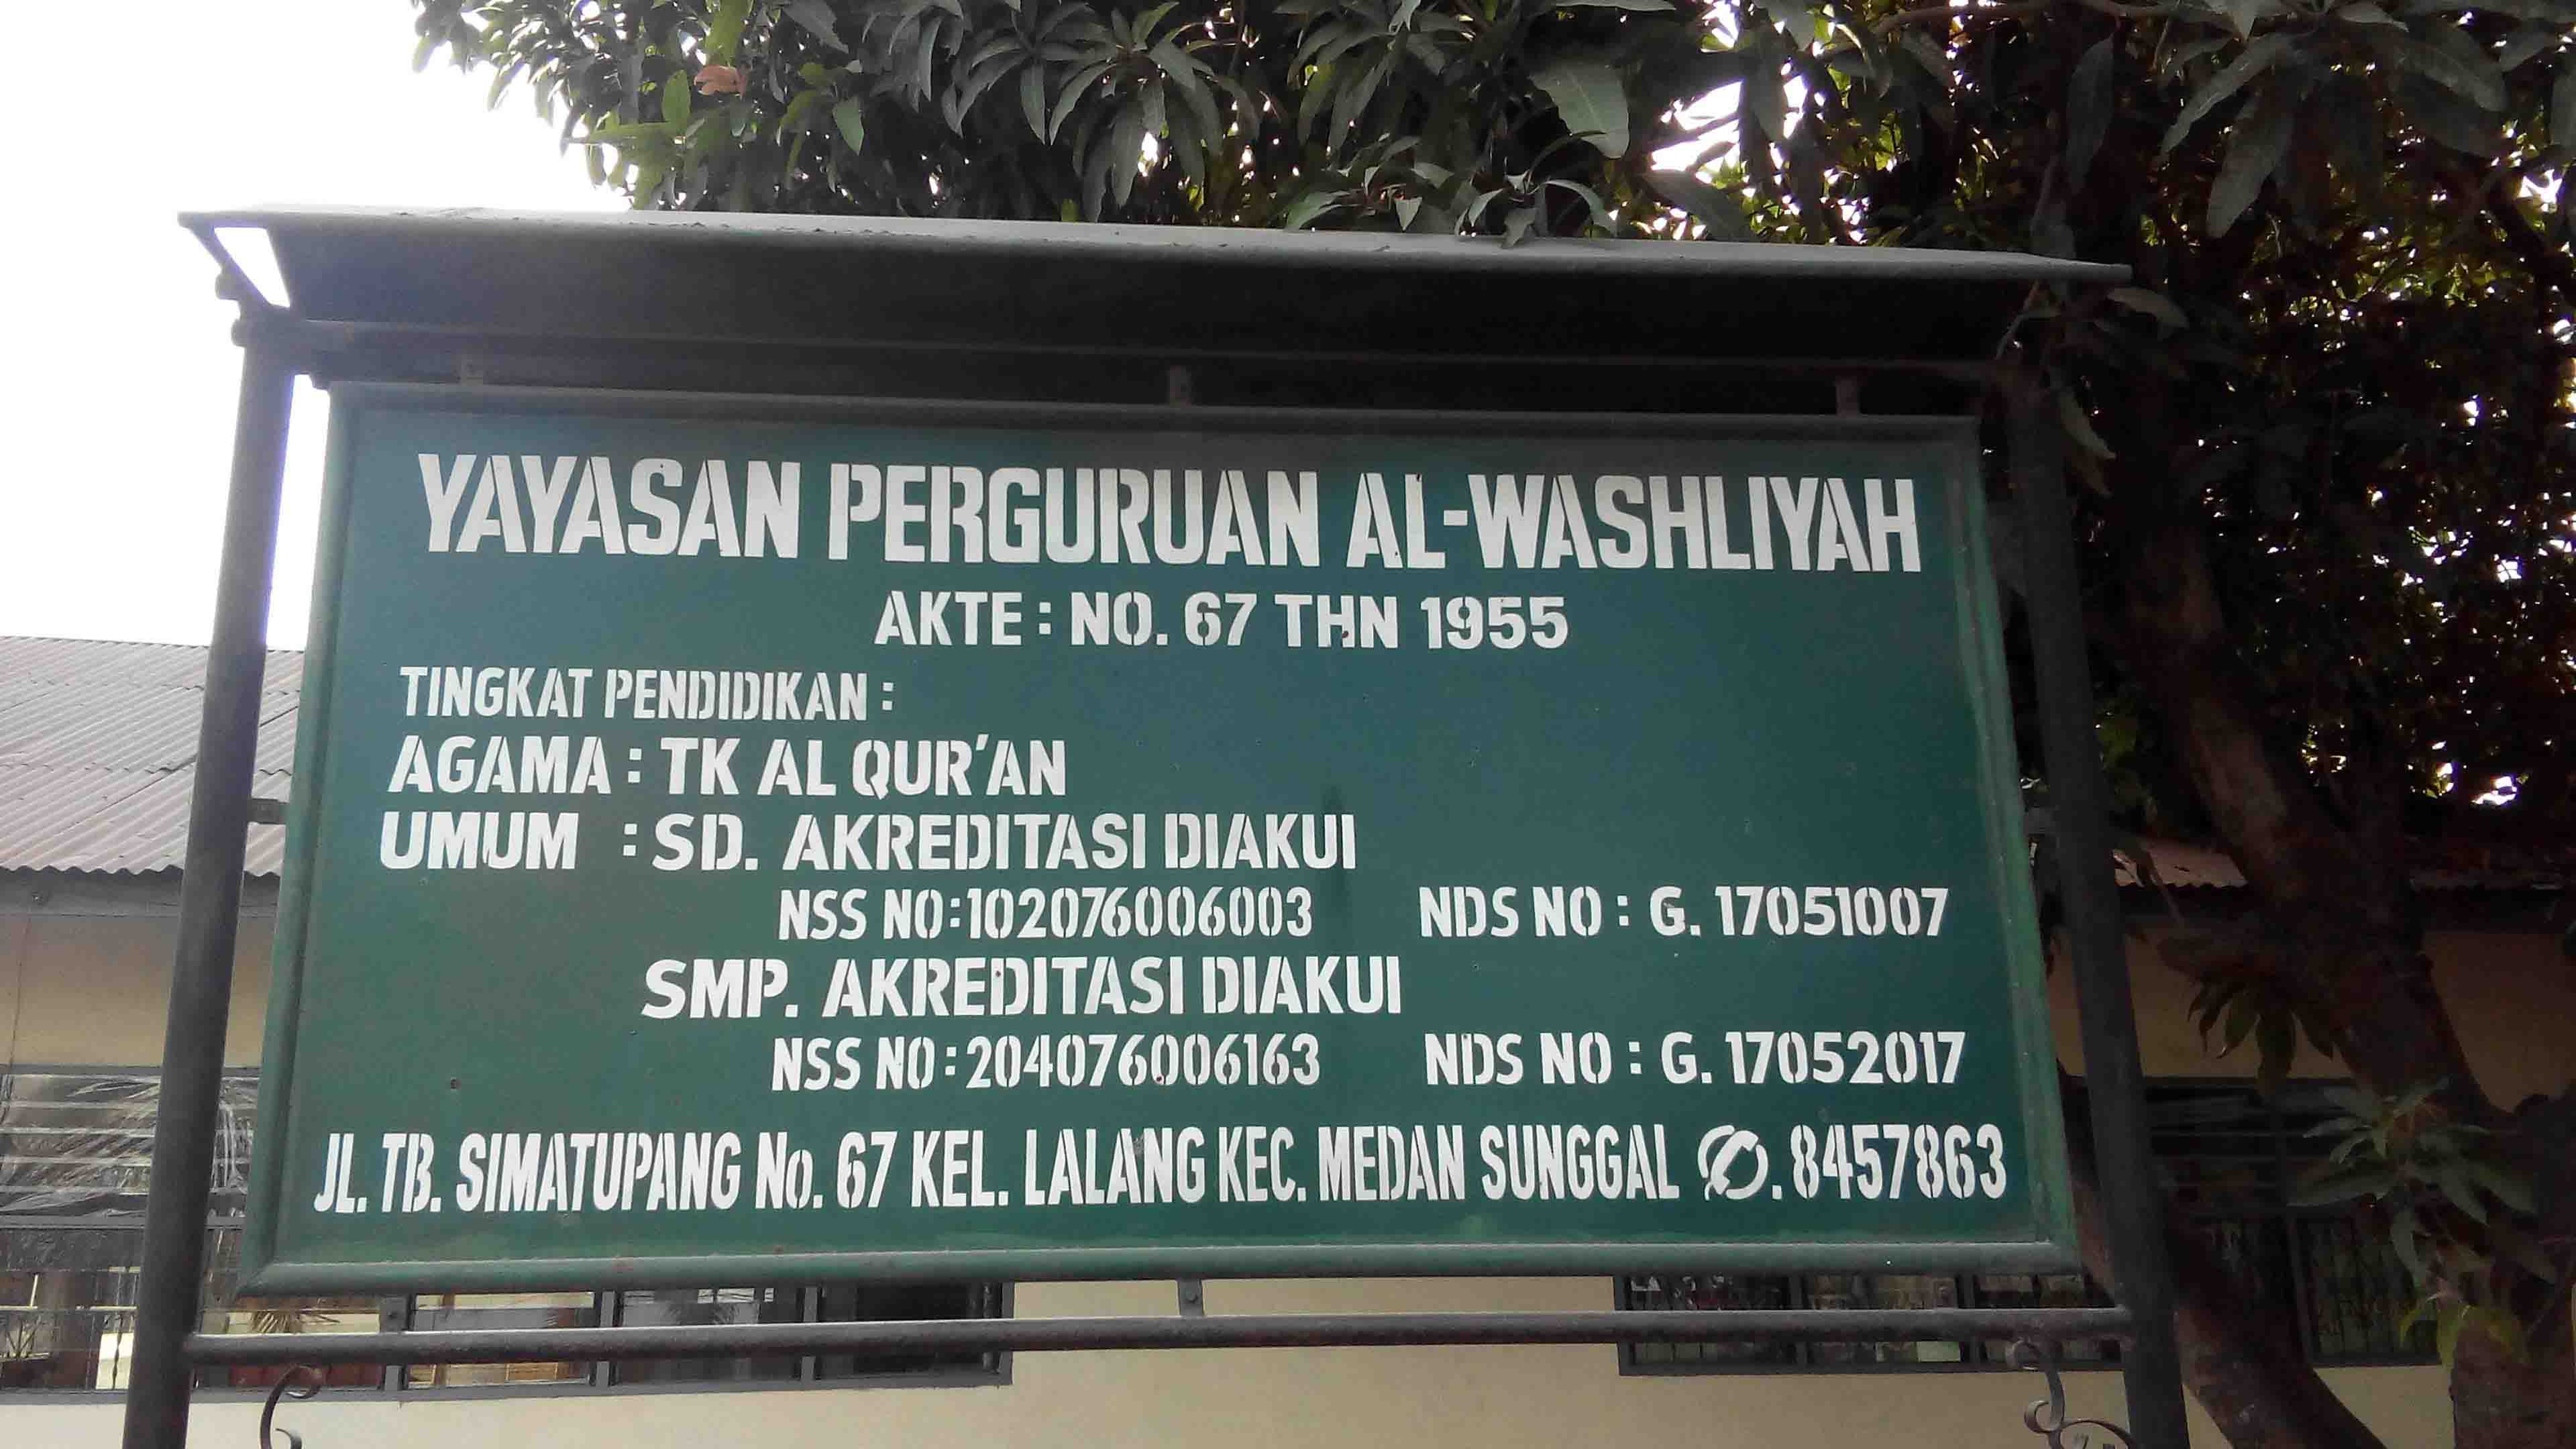 YAYASAN PERGURUAN AL-WASHLIYAH
AKTE : NO. 67 THN 1955
TINGKAT PENDIDIKAN :
AGAMA : TK AL QUR'AN
UMUM : SD. AKREDITASI DIAKUI
NSS NO:102076006003 NDS NO : G. 17051007
SMP. AKREDITASI DIAKUI
NSS NO:204076006163 NDS NO : G. 17052017
JL. TB. SIMATUPANG No. 67 KEL. LALANG KEC. MEDAN SUNGGAL ✆. 8457863